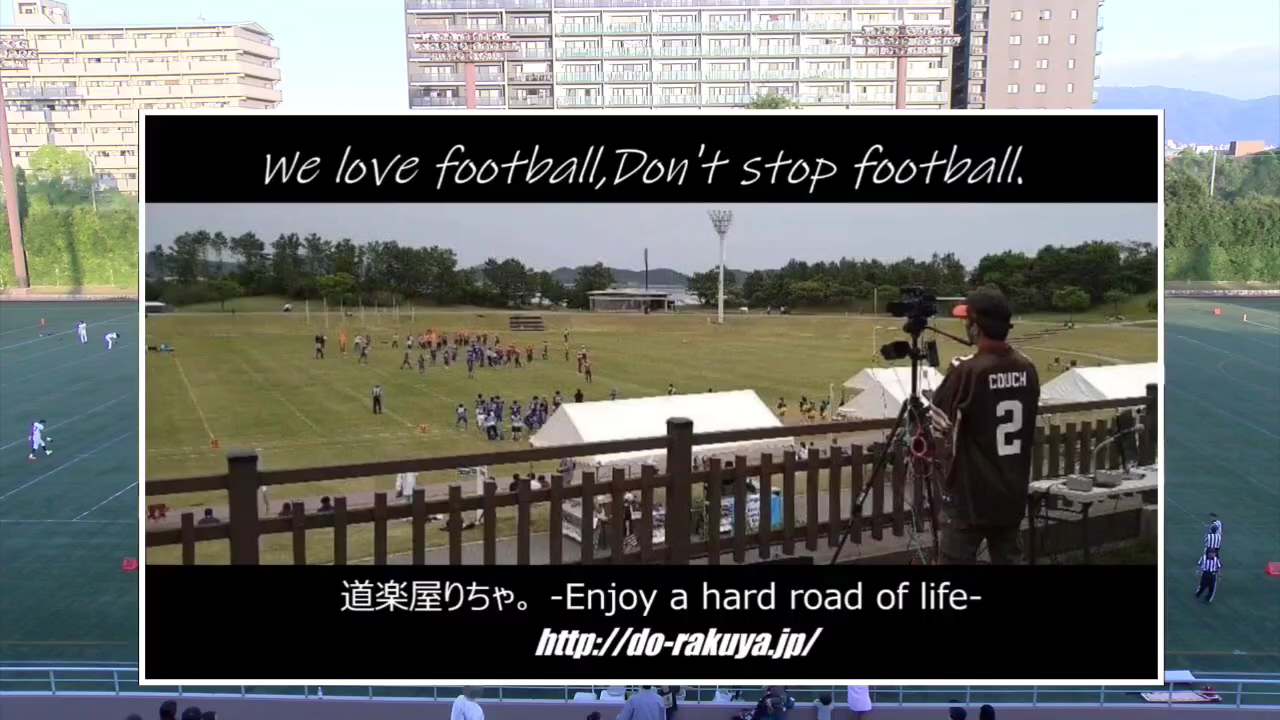 We love football,Don't stop football.
COUCH
2
道楽屋りちゃ。 -Enjoy a hard road of life-
http://do-rakuya.jp/